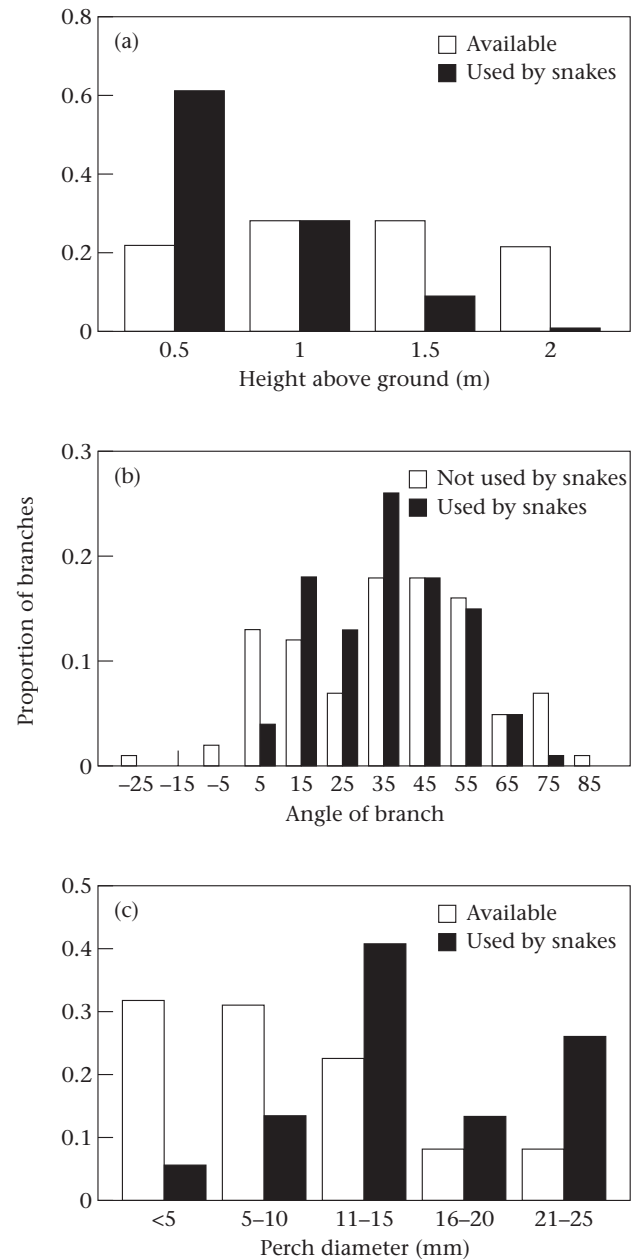 0.8
(a)
Available
Used by snakes
0.6
0.4
0.2
0
0.5 1 1.5 2
Height above ground (m)
Proportion of branches
0.3
(b)
Not used by snakes
Used by snakes
0.2
0.1
0
−25 −15 −5 5 15 25 35 45 55 65 75 85
Angle of branch
0.5
(c)
Available
Used by snakes
0.4
0.3
0.2
0.1
0
<5 5–10 11–15 16–20 21–25
Perch diameter (mm)